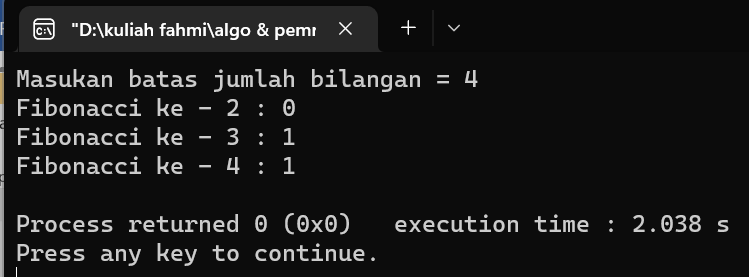 "D:\kuliah fahmi\algo & pemr
Masukan batas jumlah bilangan = 4
Fibonacci ke - 2 : 0
Fibonacci ke - 3 : 1
Fibonacci ke - 4 : 1
Process returned 0 (0x0)   execution time : 2.038 s
Press any key to continue.